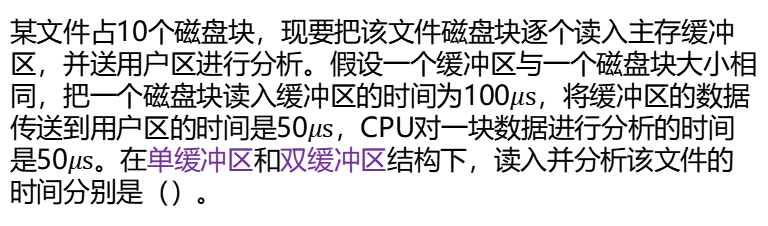 某文件占10个磁盘块，现要把该文件磁盘块逐个读入主存缓冲
区，并送用户区进行分析。假设一个缓冲区与一个磁盘块大小相
同，把一个磁盘块读入缓冲区的时间为100μs，将缓冲区的数据
传送到用户区的时间是50μs，CPU对一块数据进行分析的时间
是50μs。在单缓冲区和双缓冲区结构下，读入并分析该文件的
时间分别是（）。